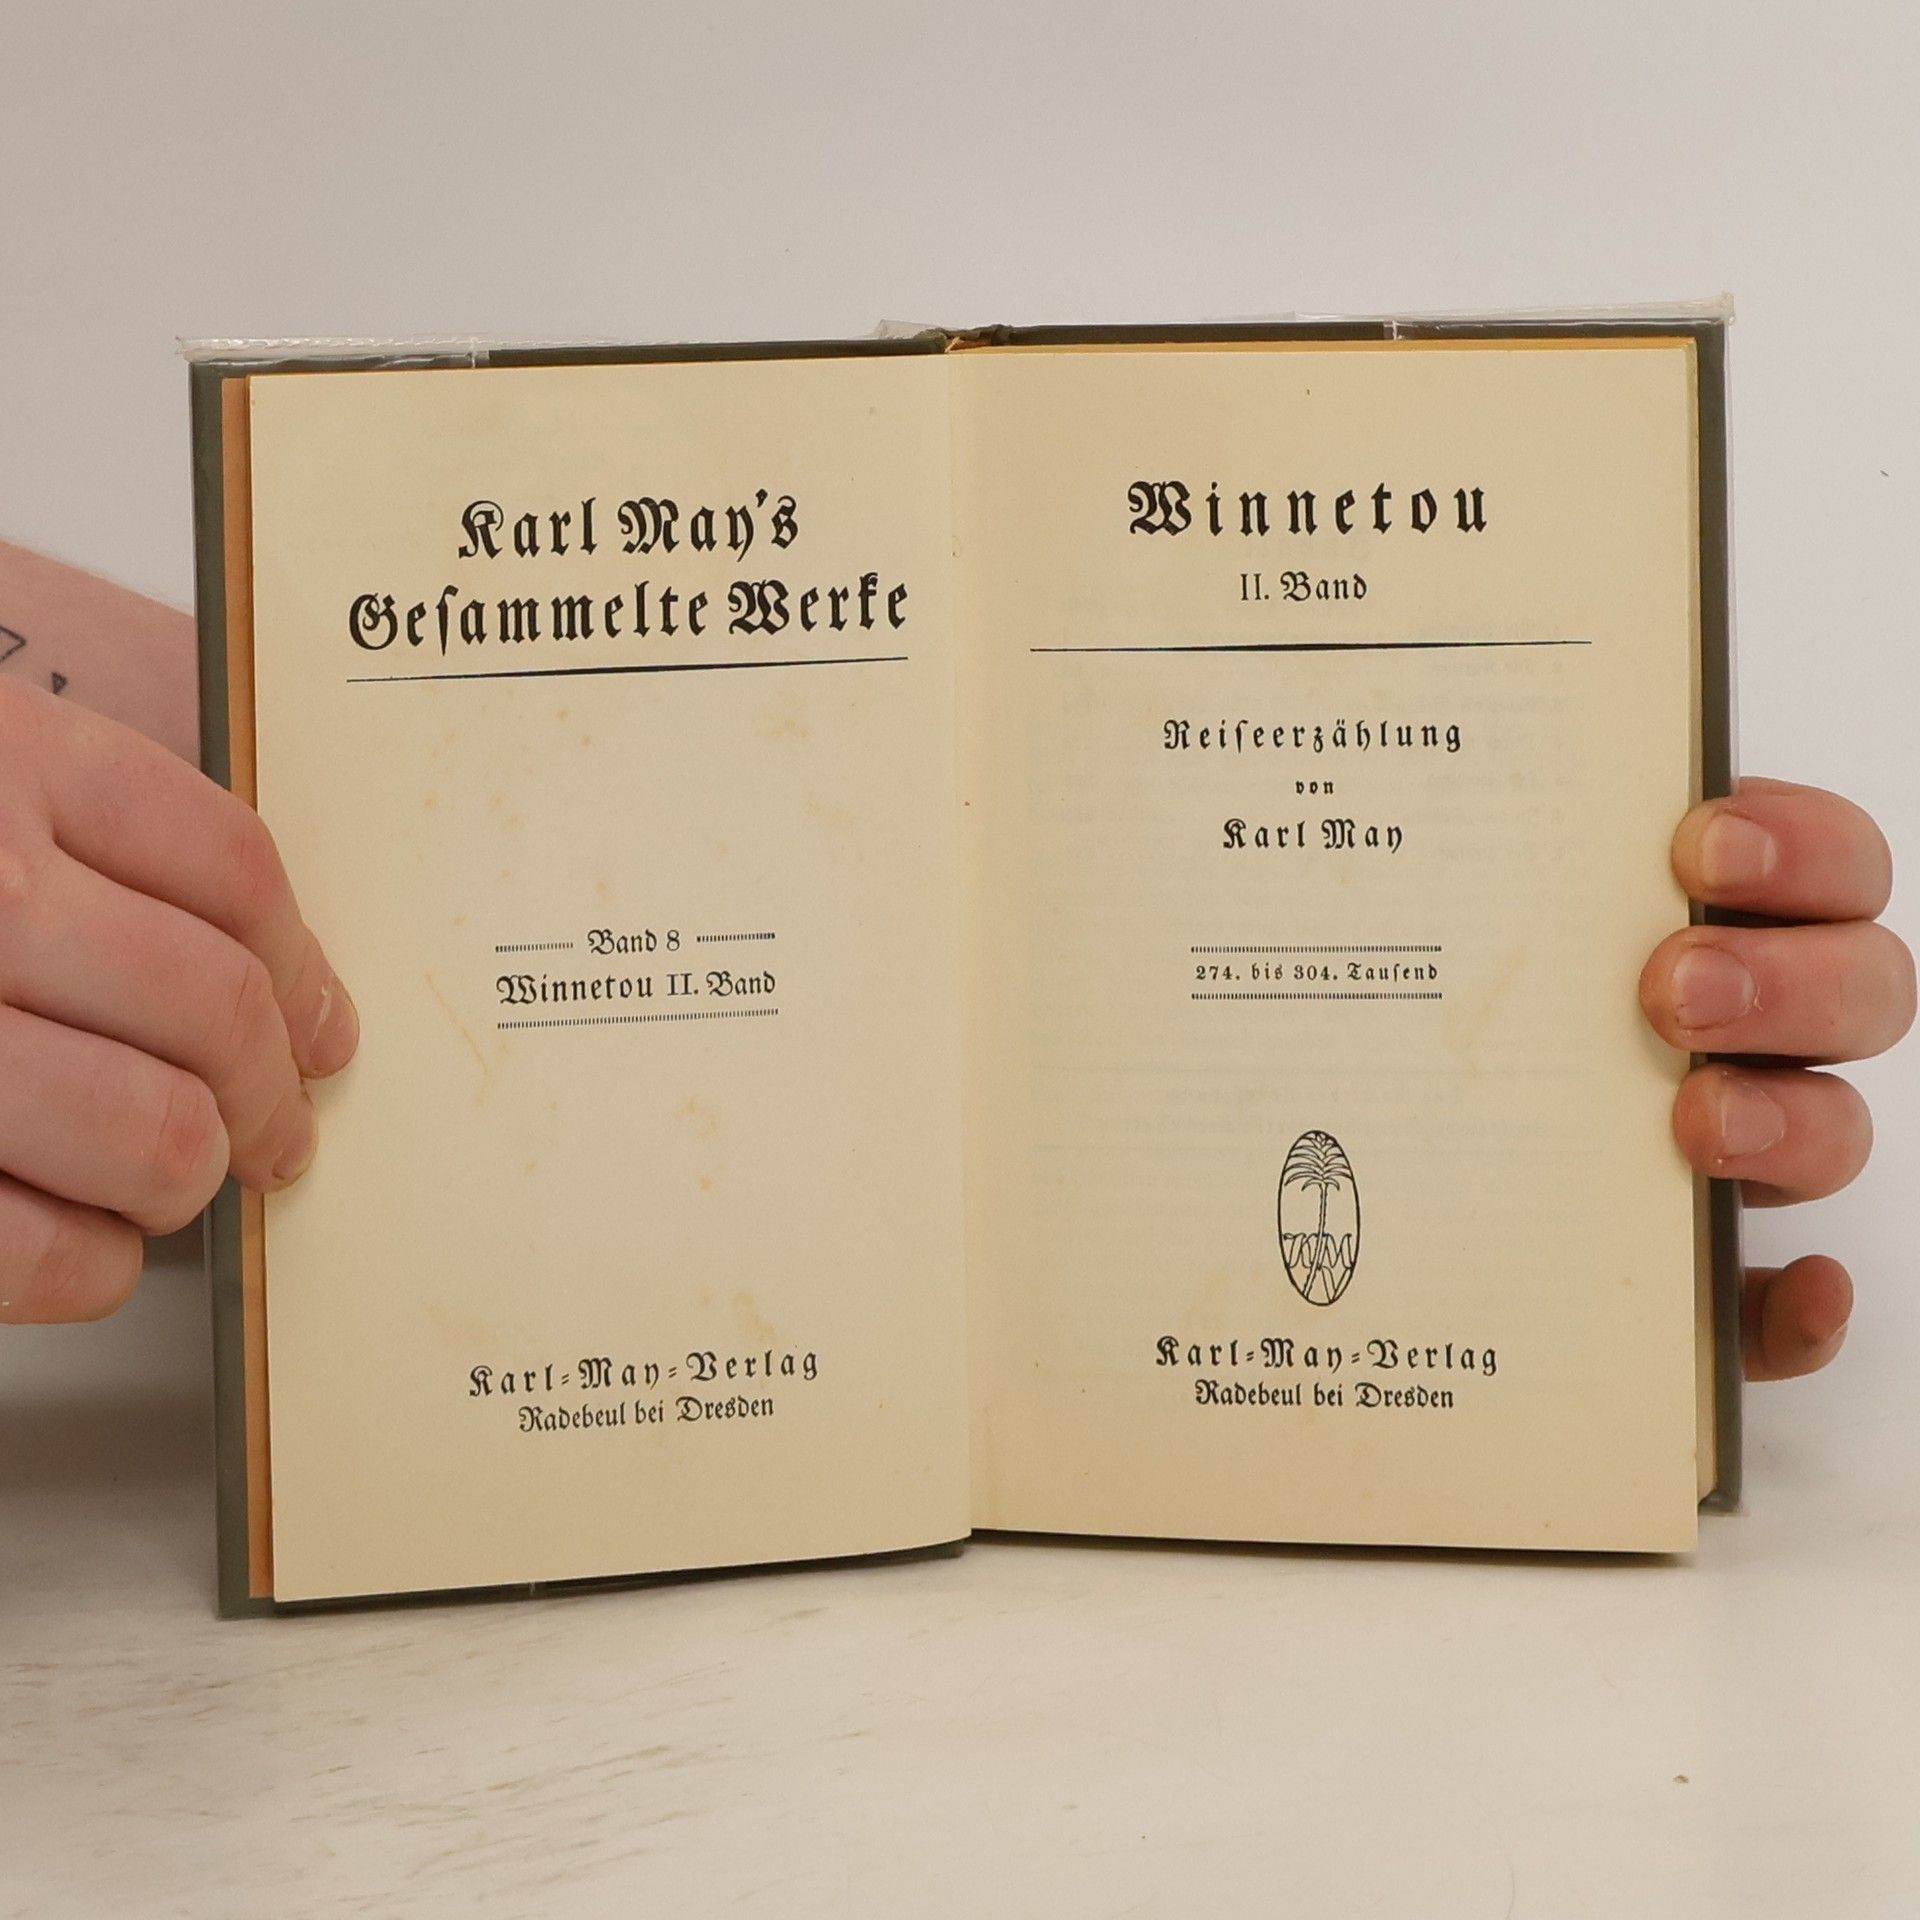 Karl May's
Geſammelte Werke
Band 8
Winnetou II. Band
Karl=May=Verlag
Radebeul bei Dresden
Winnetou
II. Band
Reiſeerzählung
von
Karl May
274. bis 304. Tauſend
KM
V
Karl=May=Verlag
Radebeul bei Dresden